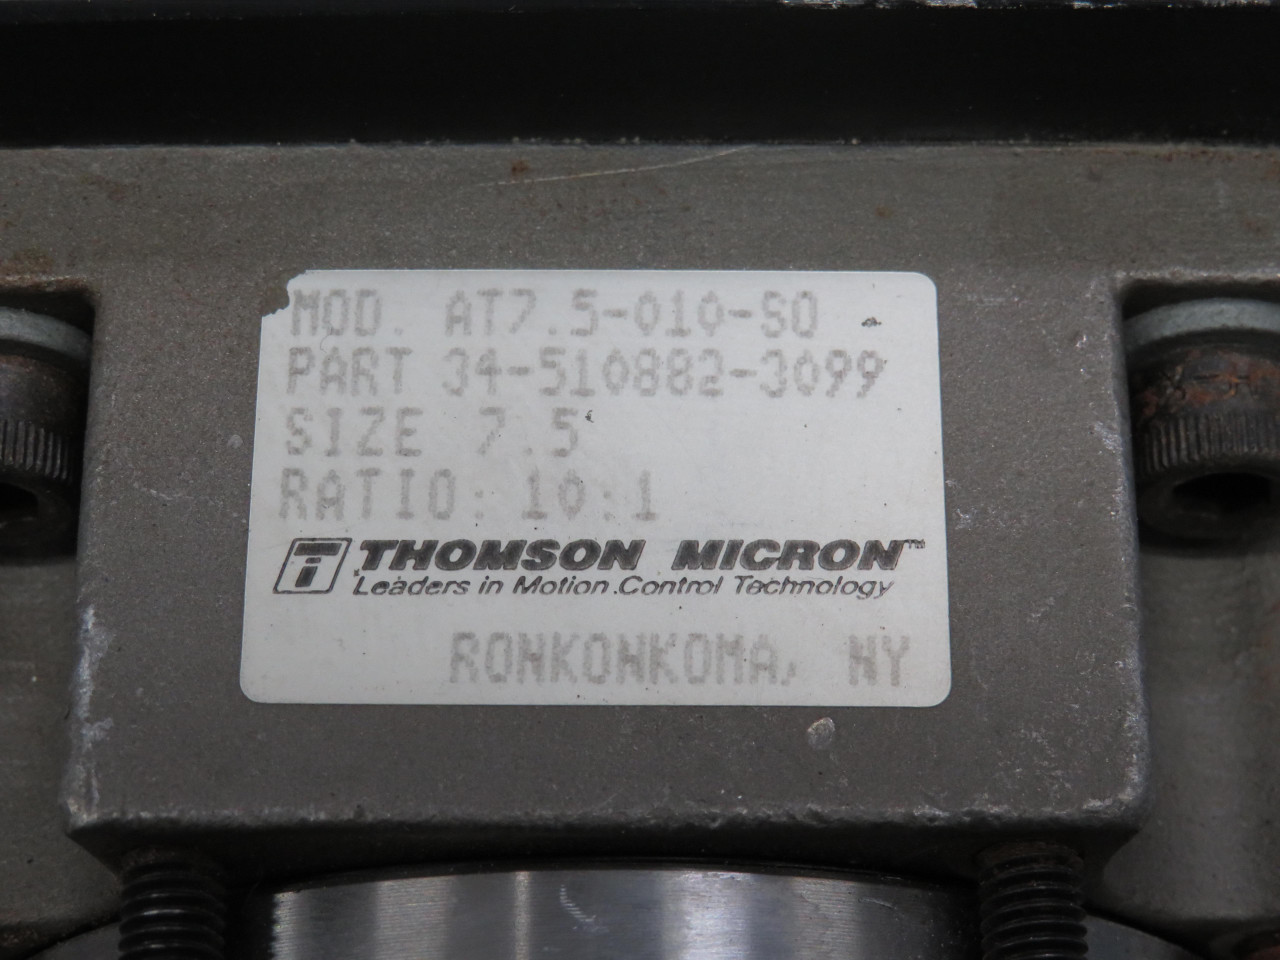 MOD. AT7.5-010-S0
PART 34-510882-3099
SIZE 7.5
RATIO: 10:1
THOMSON MICRON™
Leaders in Motion Control Technology
RONKONKOMA, NY